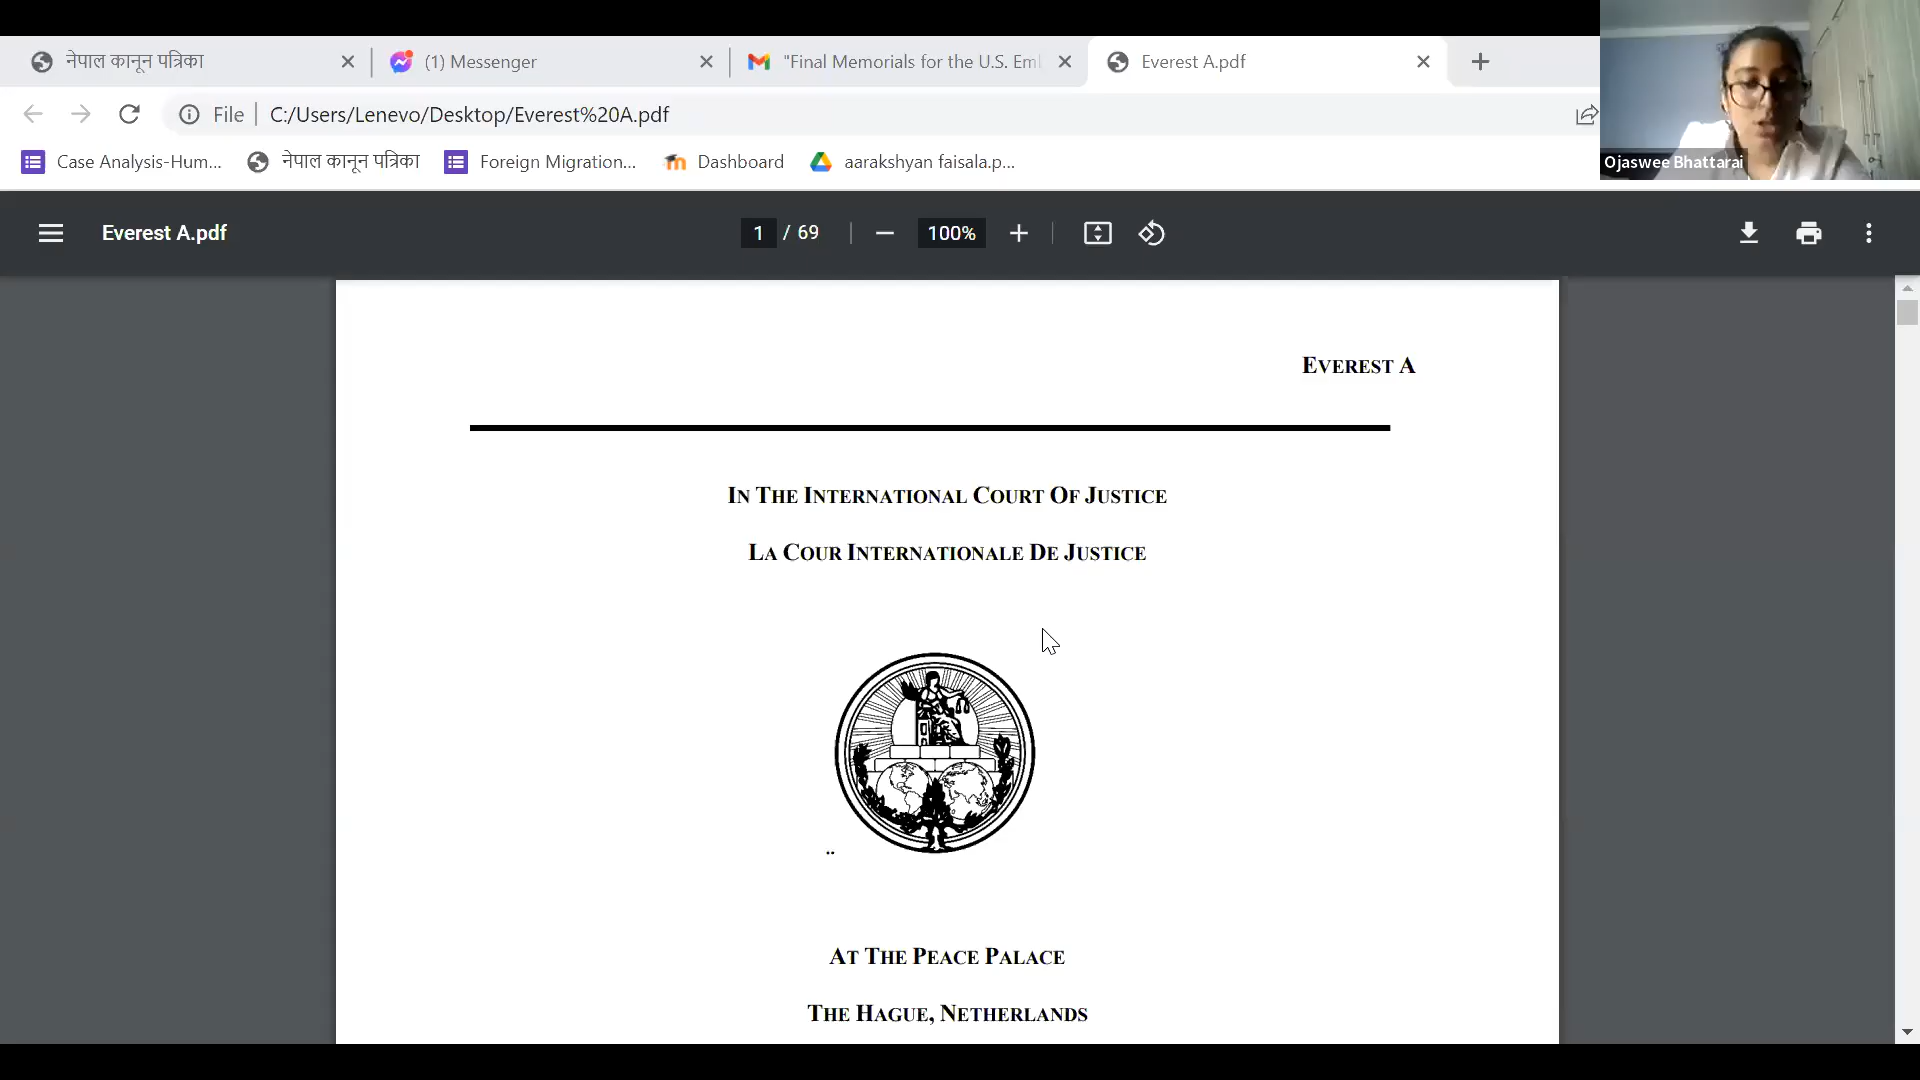 नेपाल कानून पत्रिका
(1) Messenger
"Final Memorials for the U.S. Em
Everest A.pdf
File
C:/Users/Lenevo/Desktop/Everest%20A.pdf
Case Analysis-Hum...
नेपाल कानून पत्रिका
Foreign Migration...
Dashboard
aarakshyan faisala.p...
Ojaswee Bhattarai
Everest A.pdf
1 / 69
100%
EVEREST A
IN THE INTERNATIONAL COURT OF JUSTICE
LA COUR INTERNATIONALE DE JUSTICE
..
AT THE PEACE PALACE
THE HAGUE, NETHERLANDS